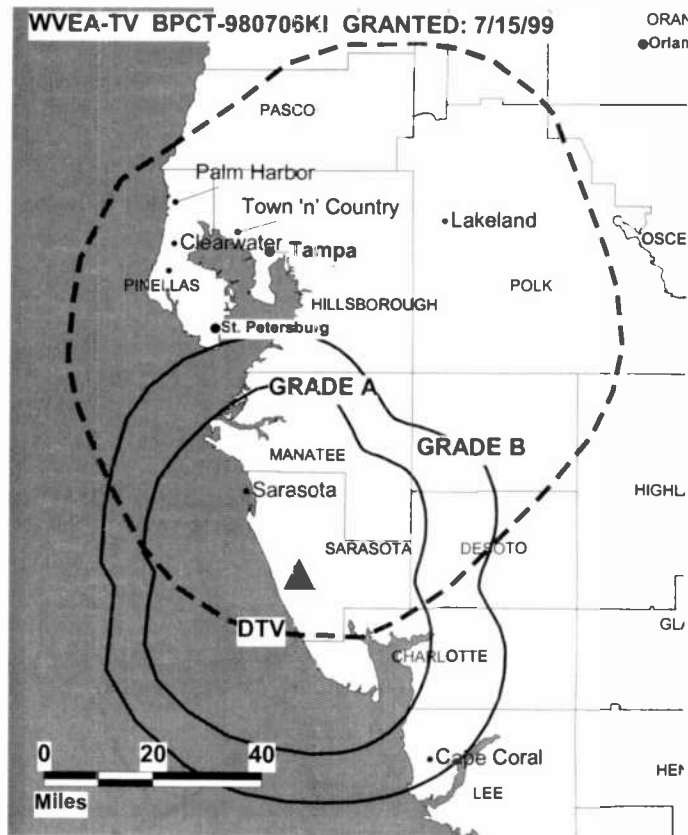 WVEA-TV BPCT-980706KI GRANTED: 7/15/99
ORAN
Orlan
PASCO
Palm Harbor
Town 'n' Country
Lakeland
Clearwater
Tampa
OSCE
PINELLAS
HILLSBOROUGH
POLK
St. Petersburg
GRADE A
GRADE B
MANATEE
Sarasota
HIGHL
SARASOTA
DESOTO
DTV
GLA
CHARLOTTE
0 20 40
Cape Coral
HEN
Miles
LEE